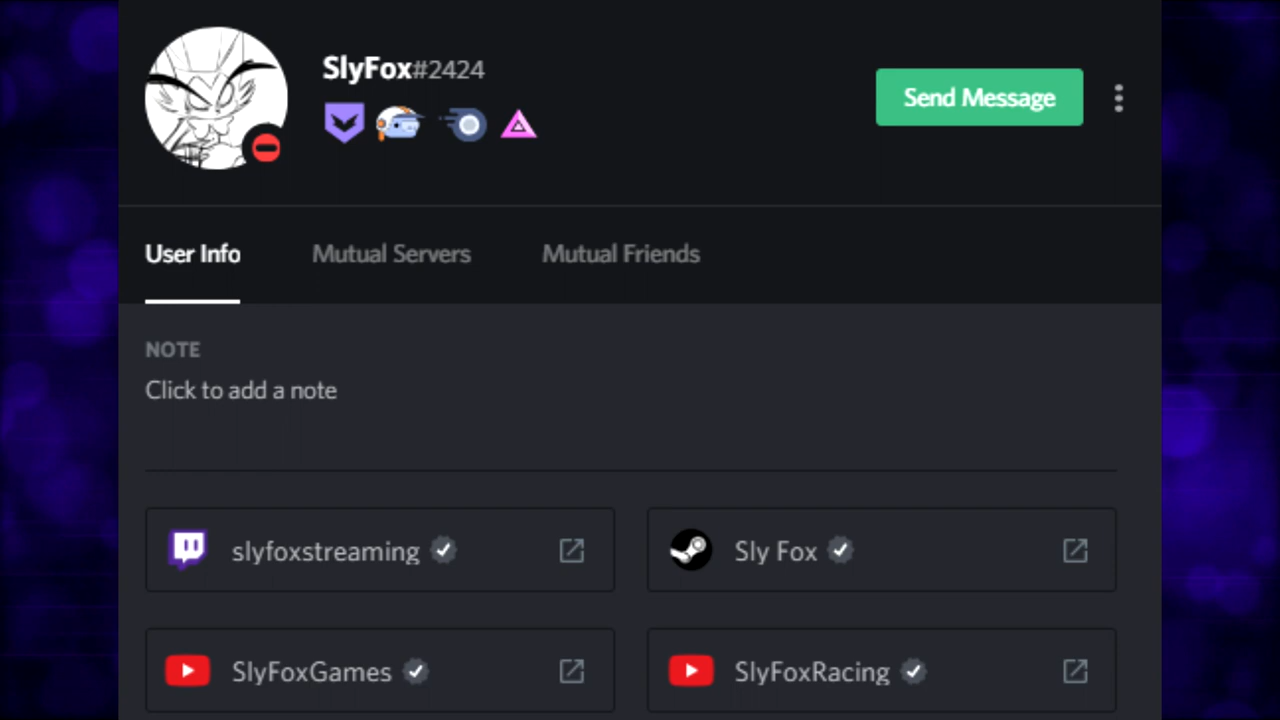 SlyFox#2424
Send Message
User Info Mutual Servers Mutual Friends
NOTE
Click to add a note
slyfoxstreaming Sly Fox
SlyFoxGames SlyFoxRacing